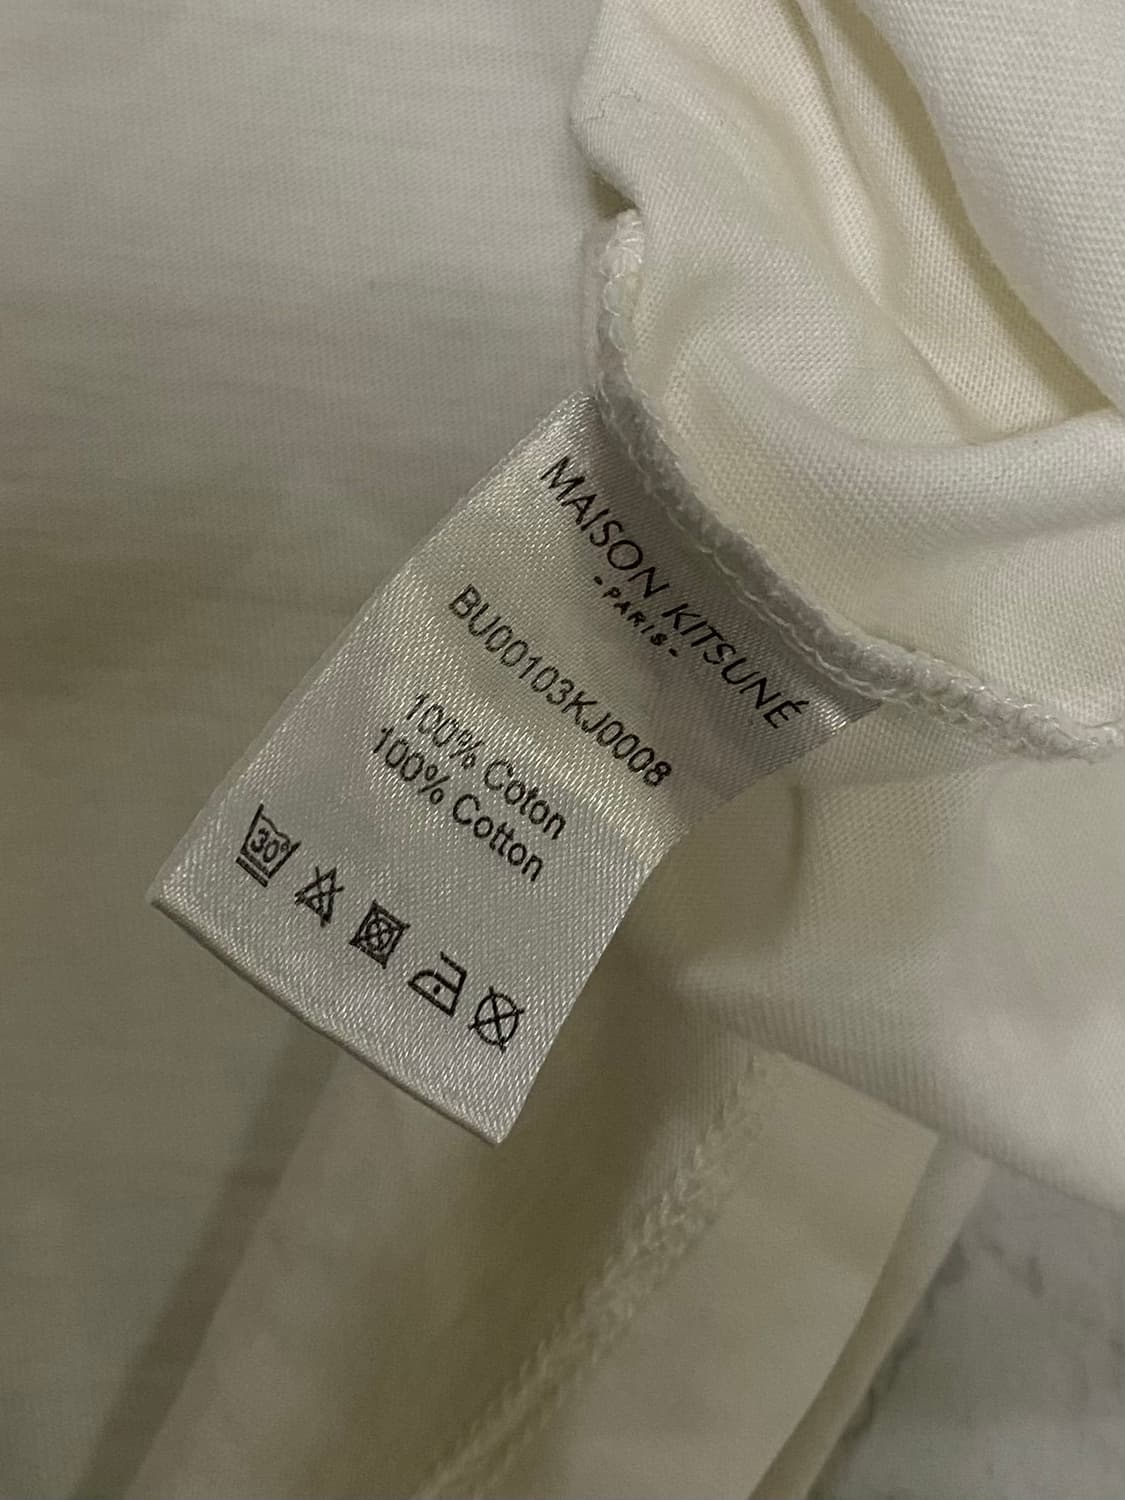 MAISON KITSUNÉ
-PARIS-
BU00103KJ0008
100% Coton
100% Cotton
30°